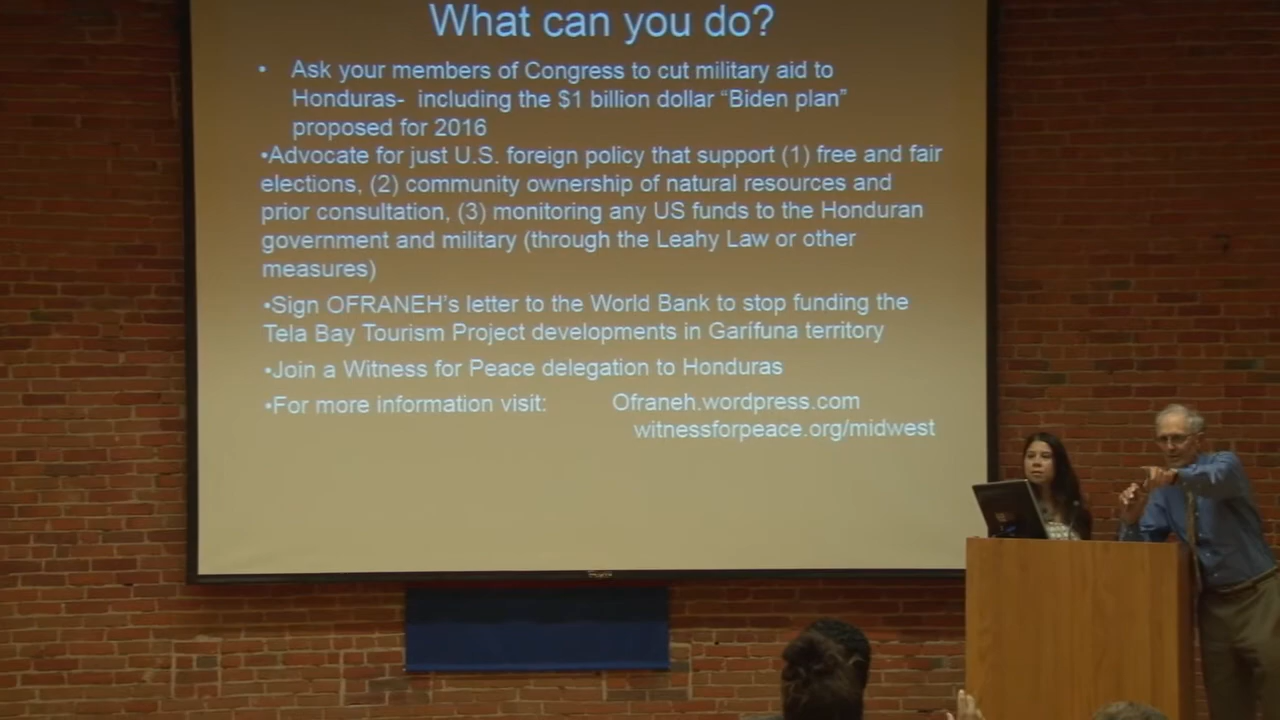 What can you do?
• Ask your members of Congress to cut military aid to
Honduras- including the $1 billion dollar “Biden plan”
proposed for 2016
•Advocate for just U.S. foreign policy that support (1) free and fair
elections, (2) community ownership of natural resources and
prior consultation, (3) monitoring any US funds to the Honduran
government and military (through the Leahy Law or other
measures)
•Sign OFRANEH’s letter to the World Bank to stop funding the
Tela Bay Tourism Project developments in Garífuna territory
•Join a Witness for Peace delegation to Honduras
•For more information visit: Ofraneh.wordpress.com
witnessforpeace.org/midwest